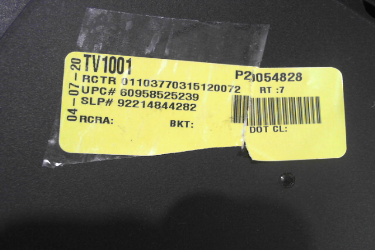 04-07-20
TV1001 P20054828
RCTR 01103770315120072 RT :7
UPC# 60958525239
SLP# 92214844282
RCRA: BKT: DOT CL: